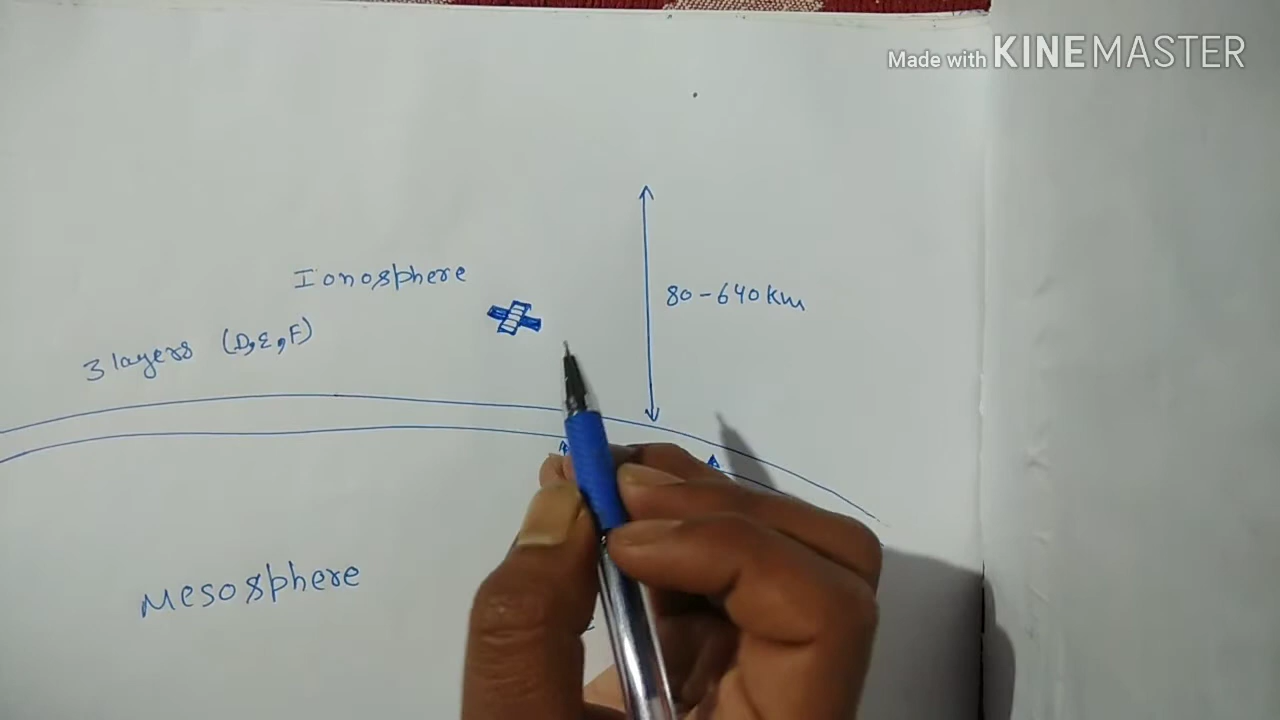 Made with KINEMASTER
Ionosphere
80-640 km
3 layers (D,E,F)
Mesosphere